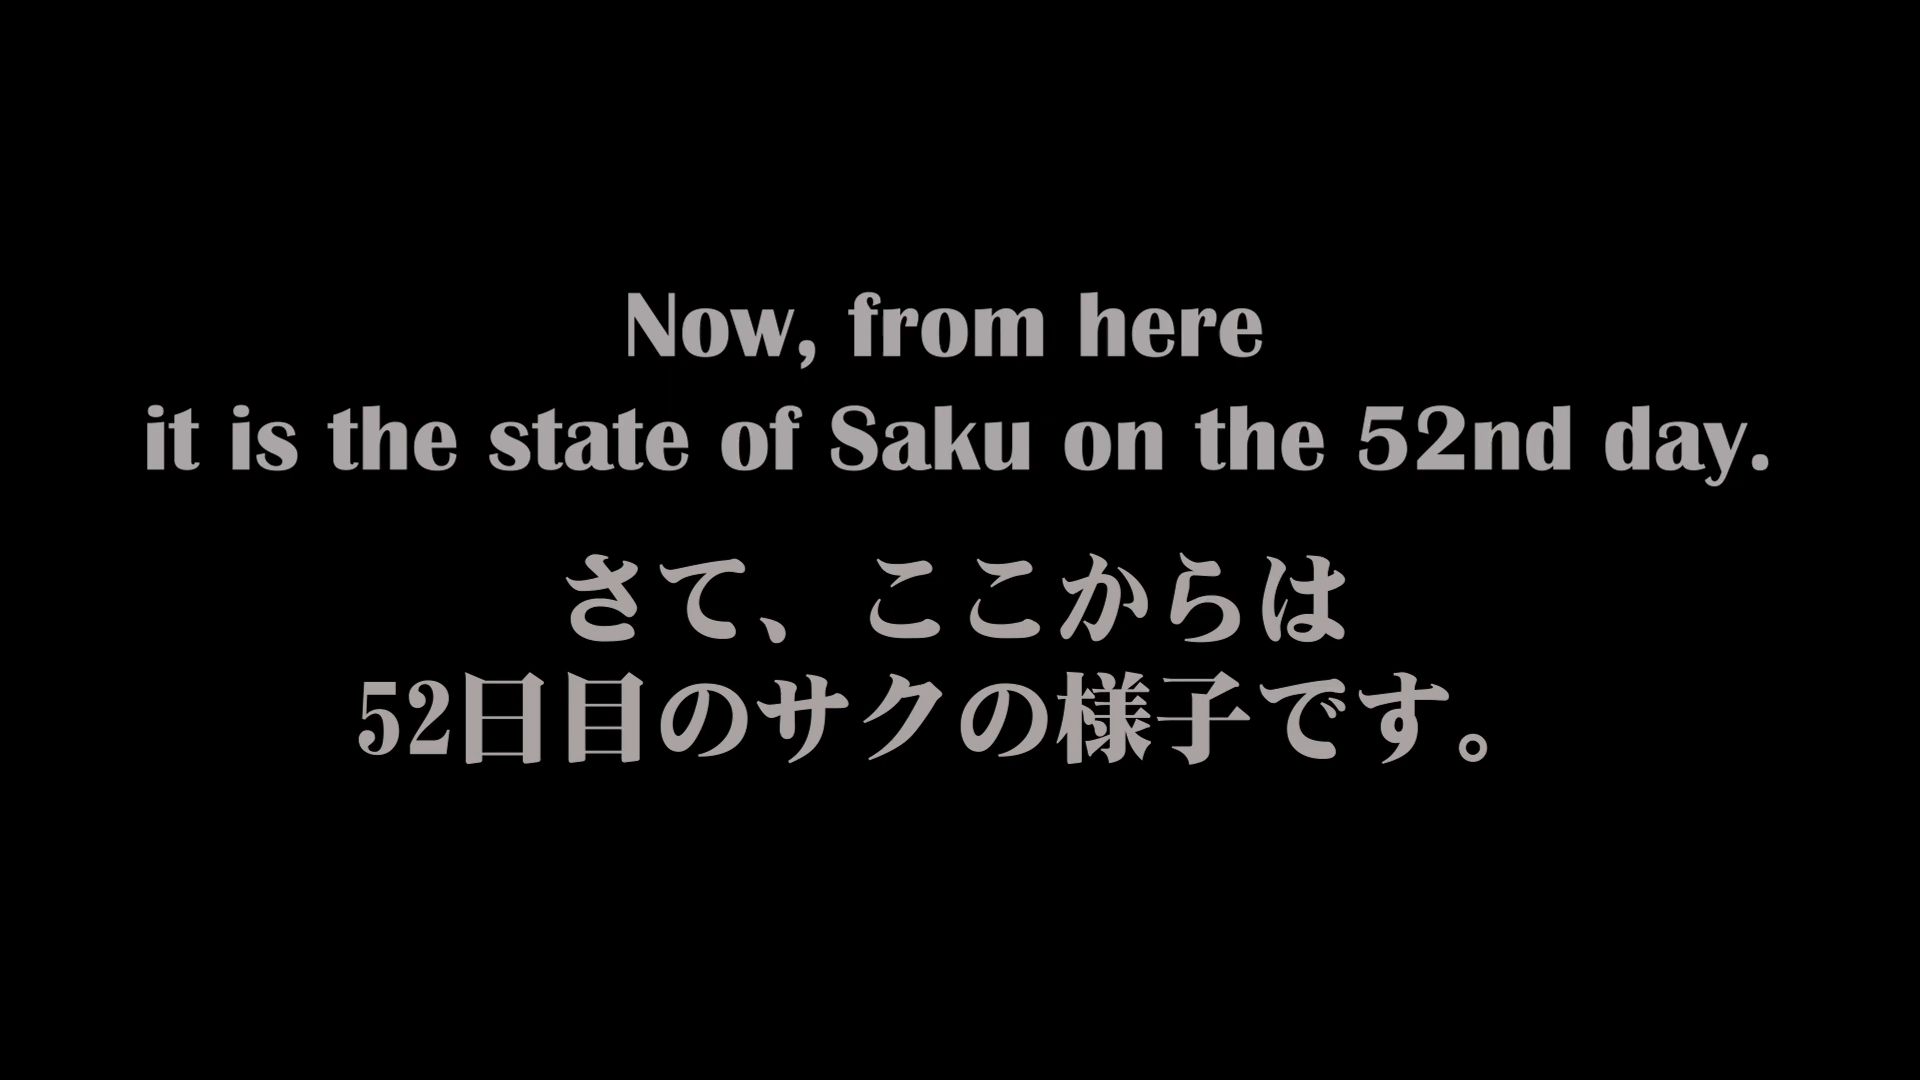 Now, from here
it is the state of Saku on the 52nd day.
さて、ここからは
52日目のサクの様子です。